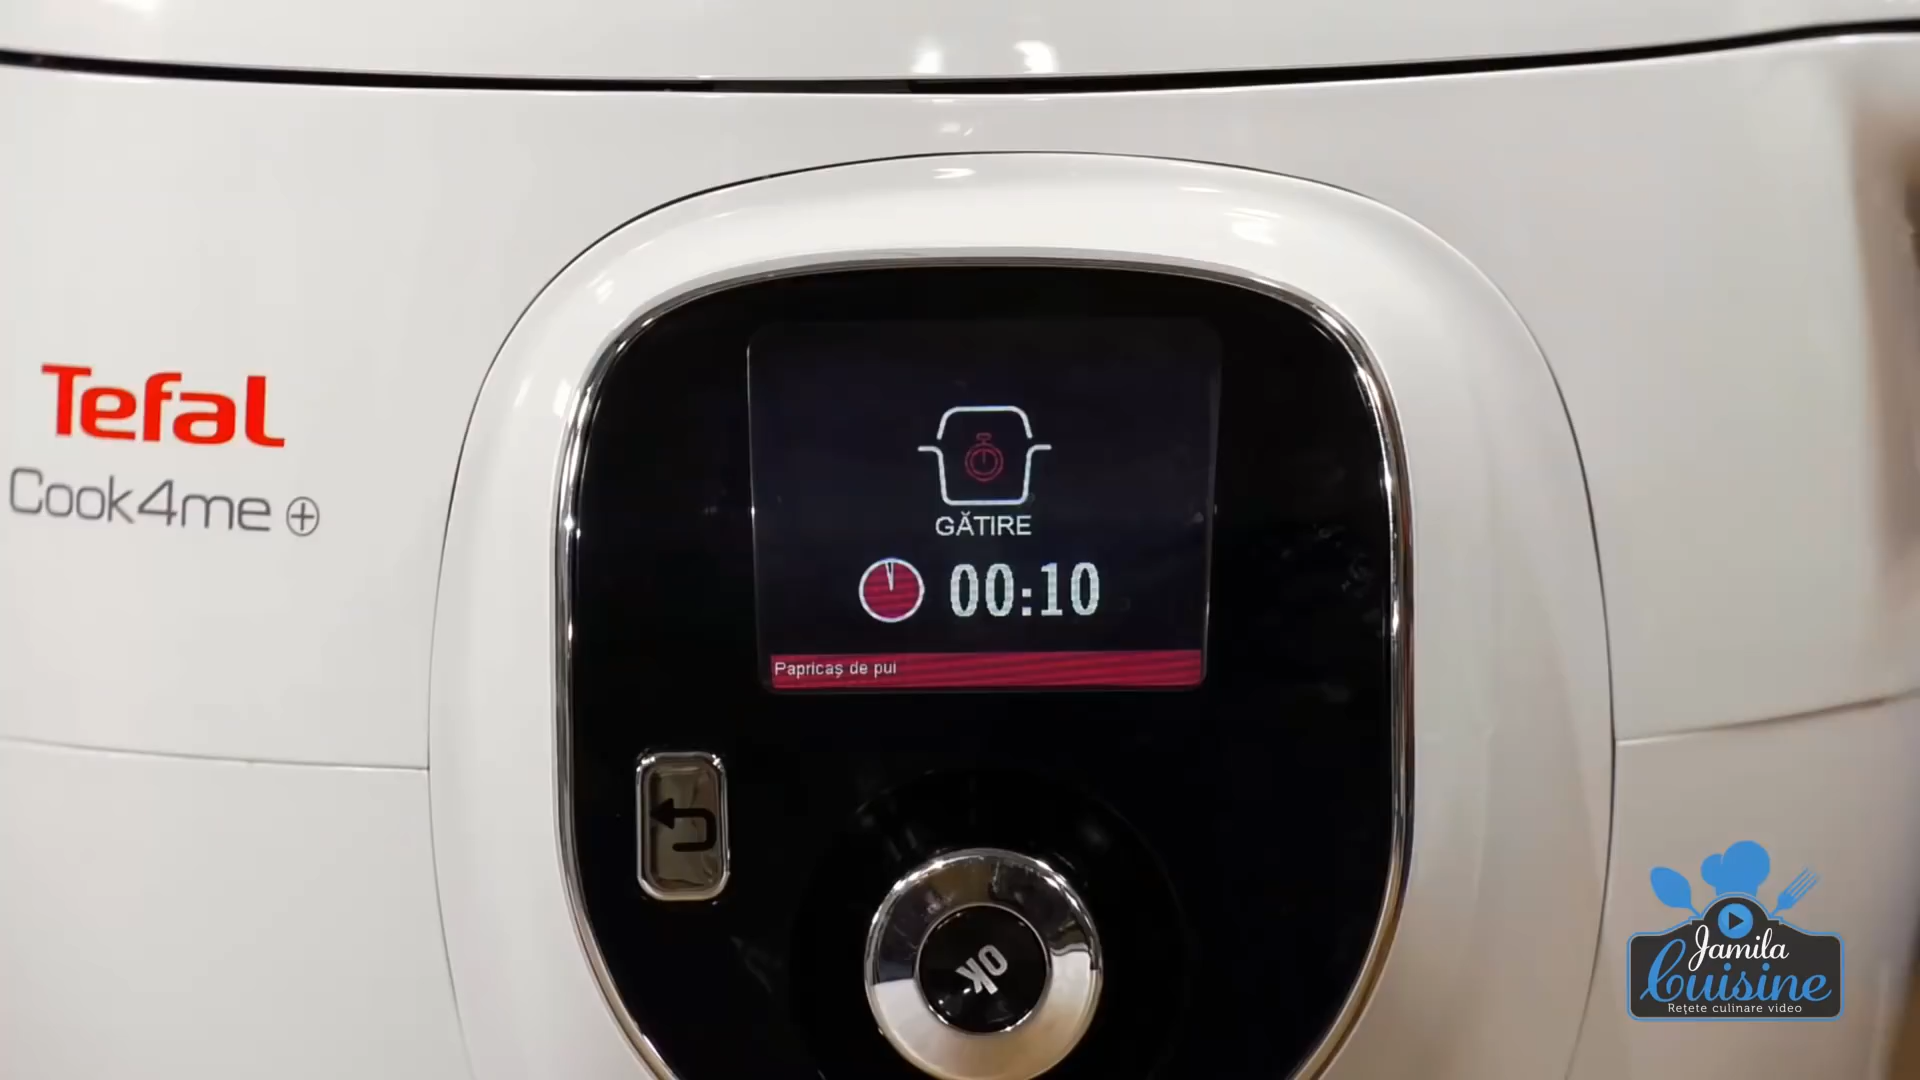 Tefal
Cook4me
GĂTIRE
00:10
Papricaș de pui
OK
Jamila
Cuisine
Rețete culinare video